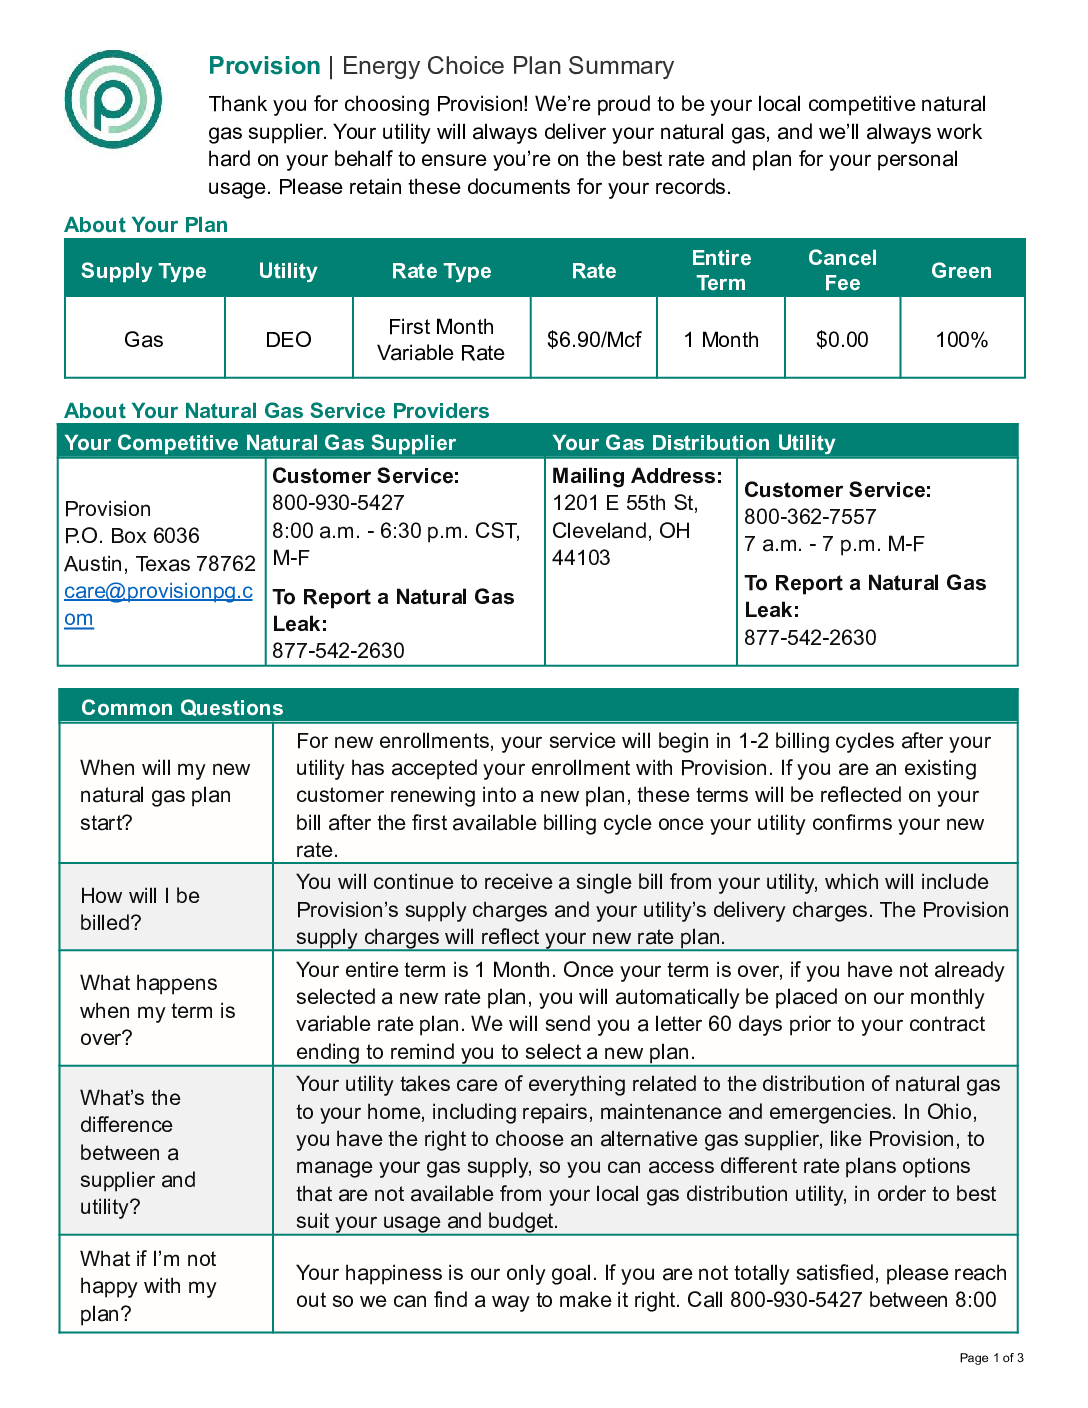 Provision | Energy Choice Plan Summary
Thank you for choosing Provision! We're proud to be your local competitive natural
gas supplier. Your utility will always deliver your natural gas, and we'll always work
hard on your behalf to ensure you're on the best rate and plan for your personal
usage. Please retain these documents for your records.
About Your Plan
Supply Type Utility Rate Type Rate Entire Term Cancel Fee Green
Gas DEO First Month Variable Rate $6.90/Mcf 1 Month $0.00 100%
About Your Natural Gas Service Providers
Your Competitive Natural Gas Supplier Your Gas Distribution Utility
Provision
P.O. Box 6036
Austin, Texas 78762
care@provisionpg.c
om
Customer Service:
800-930-5427
8:00 a.m. - 6:30 p.m. CST,
M-F
To Report a Natural Gas
Leak:
877-542-2630
Mailing Address:
1201 E 55th St,
Cleveland, OH
44103
Customer Service:
800-362-7557
7 a.m. - 7 p.m. M-F
To Report a Natural Gas
Leak:
877-542-2630
Common Questions
When will my new
natural gas plan
start?
For new enrollments, your service will begin in 1-2 billing cycles after your
utility has accepted your enrollment with Provision. If you are an existing
customer renewing into a new plan, these terms will be reflected on your
bill after the first available billing cycle once your utility confirms your new
rate.
How will I be
billed?
You will continue to receive a single bill from your utility, which will include
Provision's supply charges and your utility's delivery charges. The Provision
supply charges will reflect your new rate plan.
What happens
when my term is
over?
Your entire term is 1 Month. Once your term is over, if you have not already
selected a new rate plan, you will automatically be placed on our monthly
variable rate plan. We will send you a letter 60 days prior to your contract
ending to remind you to select a new plan.
What's the
difference
between a
supplier and
utility?
Your utility takes care of everything related to the distribution of natural gas
to your home, including repairs, maintenance and emergencies. In Ohio,
you have the right to choose an alternative gas supplier, like Provision, to
manage your gas supply, so you can access different rate plans options
that are not available from your local gas distribution utility, in order to best
suit your usage and budget.
What if I'm not
happy with my
plan?
Your happiness is our only goal. If you are not totally satisfied, please reach
out so we can find a way to make it right. Call 800-930-5427 between 8:00
Page 1 of 3